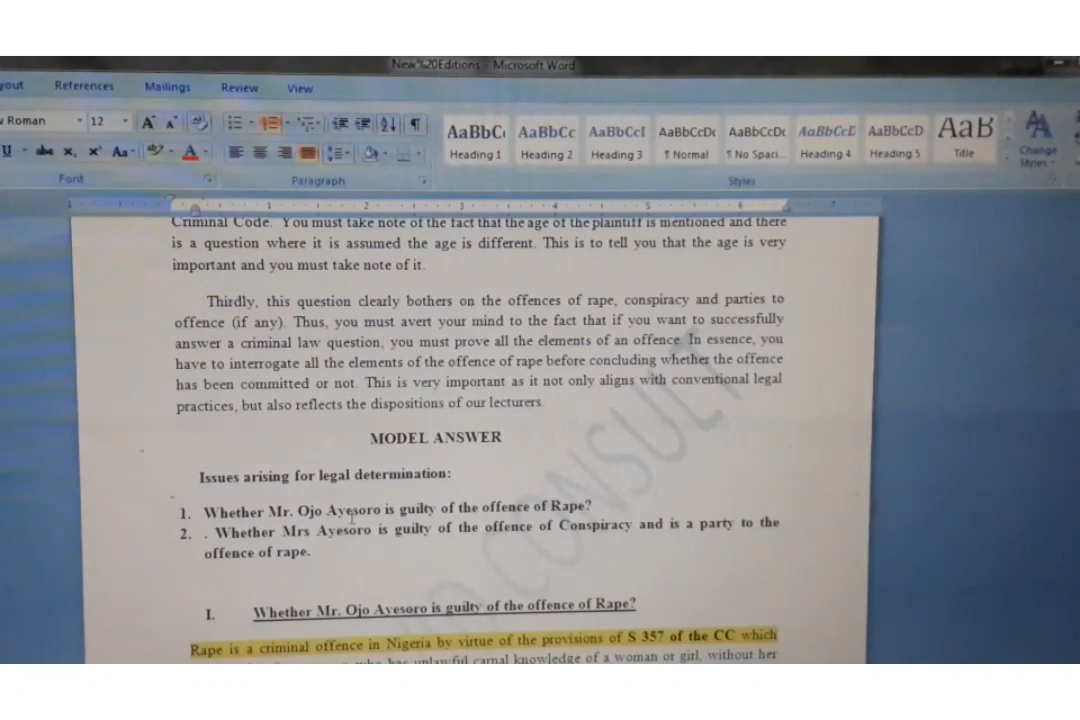 New%20Editions - Microsoft Word
yout References Mailings Review View
w Roman 12
Font Paragraph Styles
AaBbC Heading 1
AaBbCc Heading 2
AaBbCcI Heading 3
AaBbCcDc ¶ Normal
AaBbCcDc ¶ No Spaci...
AaBbCcD Heading 4
AaBbCcD Heading 5
AaB Title
Change Styles
Criminal Code. You must take note of the fact that the age of the plaintiff is mentioned and there
is a question where it is assumed the age is different. This is to tell you that the age is very
important and you must take note of it.
Thirdly, this question clearly bothers on the offences of rape, conspiracy and parties to
offence (if any). Thus, you must avert your mind to the fact that if you want to successfully
answer a criminal law question, you must prove all the elements of an offence. In essence, you
have to interrogate all the elements of the offence of rape before concluding whether the offence
has been committed or not. This is very important as it not only aligns with conventional legal
practices, but also reflects the dispositions of our lecturers.
MODEL ANSWER
Issues arising for legal determination:
1. Whether Mr. Ojo Ayesoro is guilty of the offence of Rape?
2. . Whether Mrs Ayesoro is guilty of the offence of Conspiracy and is a party to the
offence of rape.
I. Whether Mr. Ojo Ayesoro is guilty of the offence of Rape?
Rape is a criminal offence in Nigeria by virtue of the provisions of S 357 of the CC which
has unlawful carnal knowledge of a woman or girl, without her
CONSULT